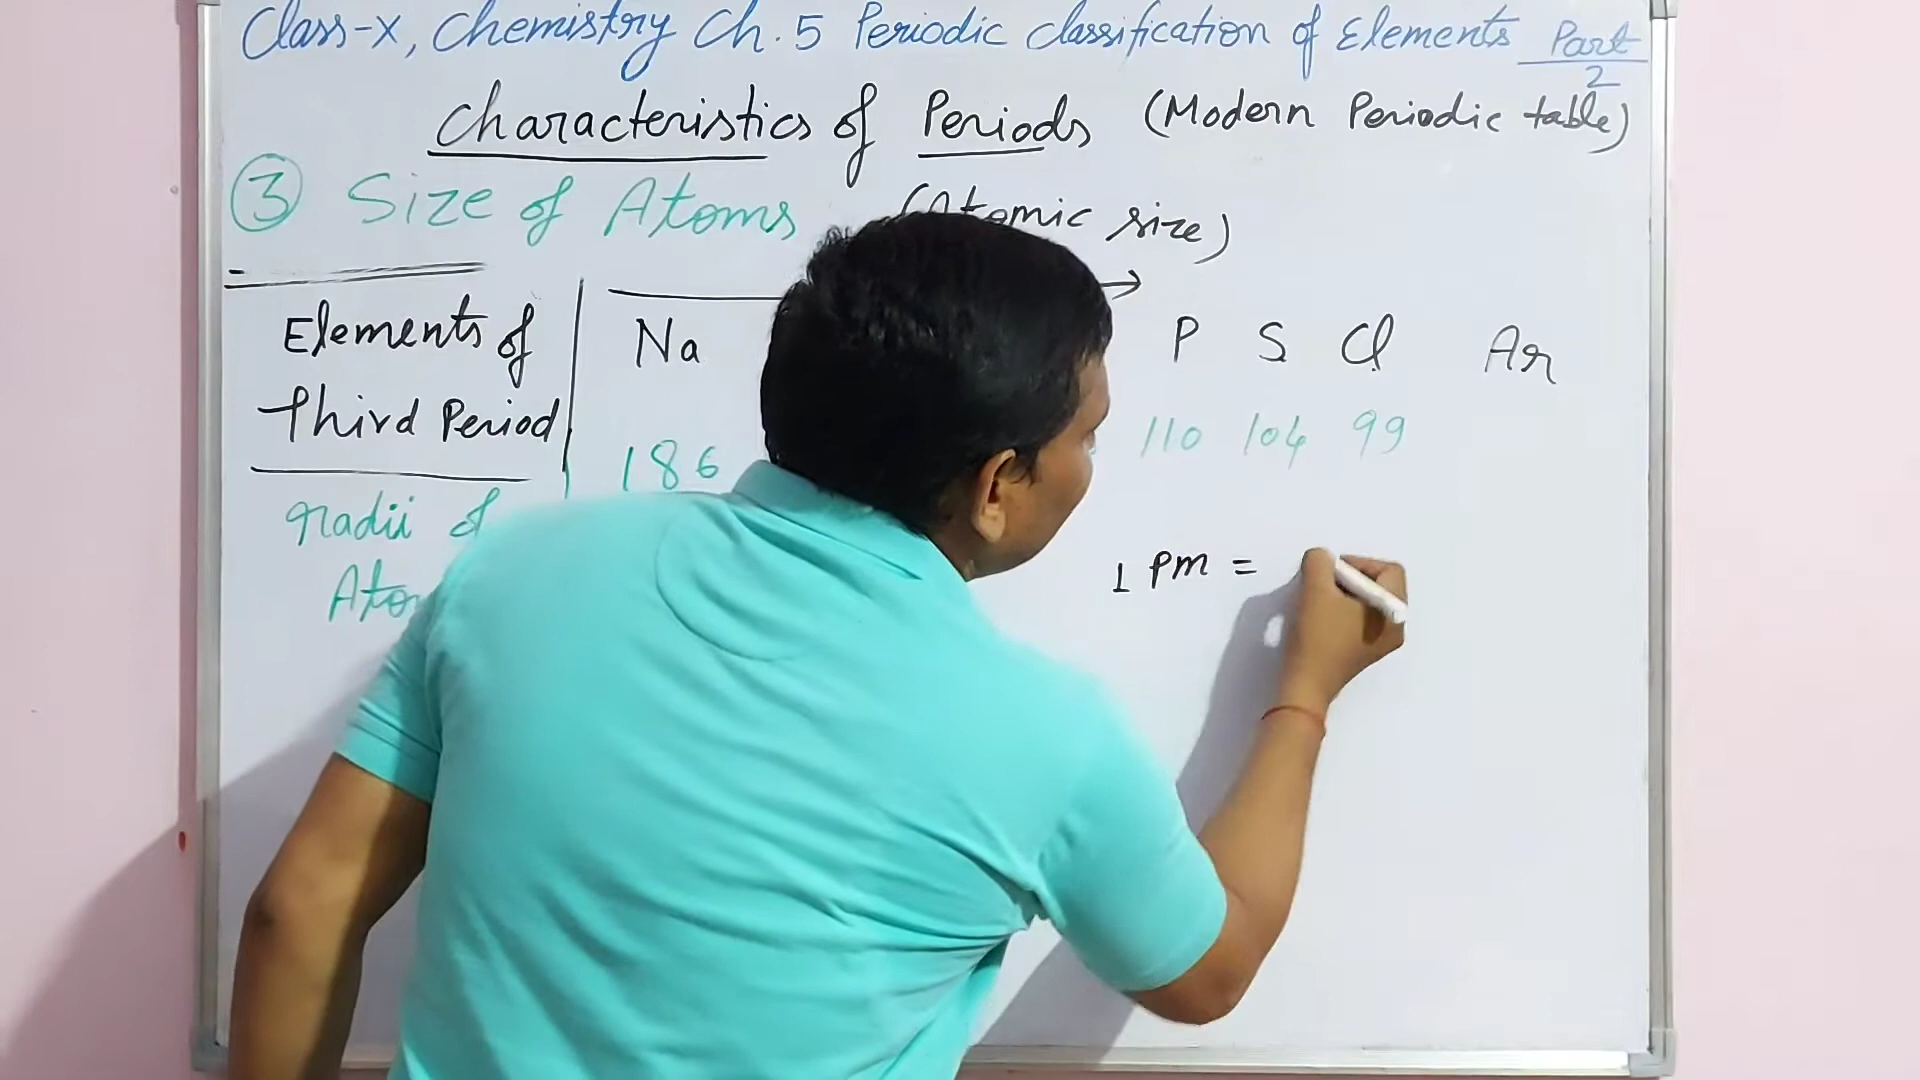 Class-X, Chemistry Ch. 5 Periodic classification of Elements Part 2
Characteristics of Periods (Modern Periodic table)
③ Size of Atoms (Atomic size)
Elements of Third Period
Na P S Cl Ar
186 110 104 99
radii of
1 PM =